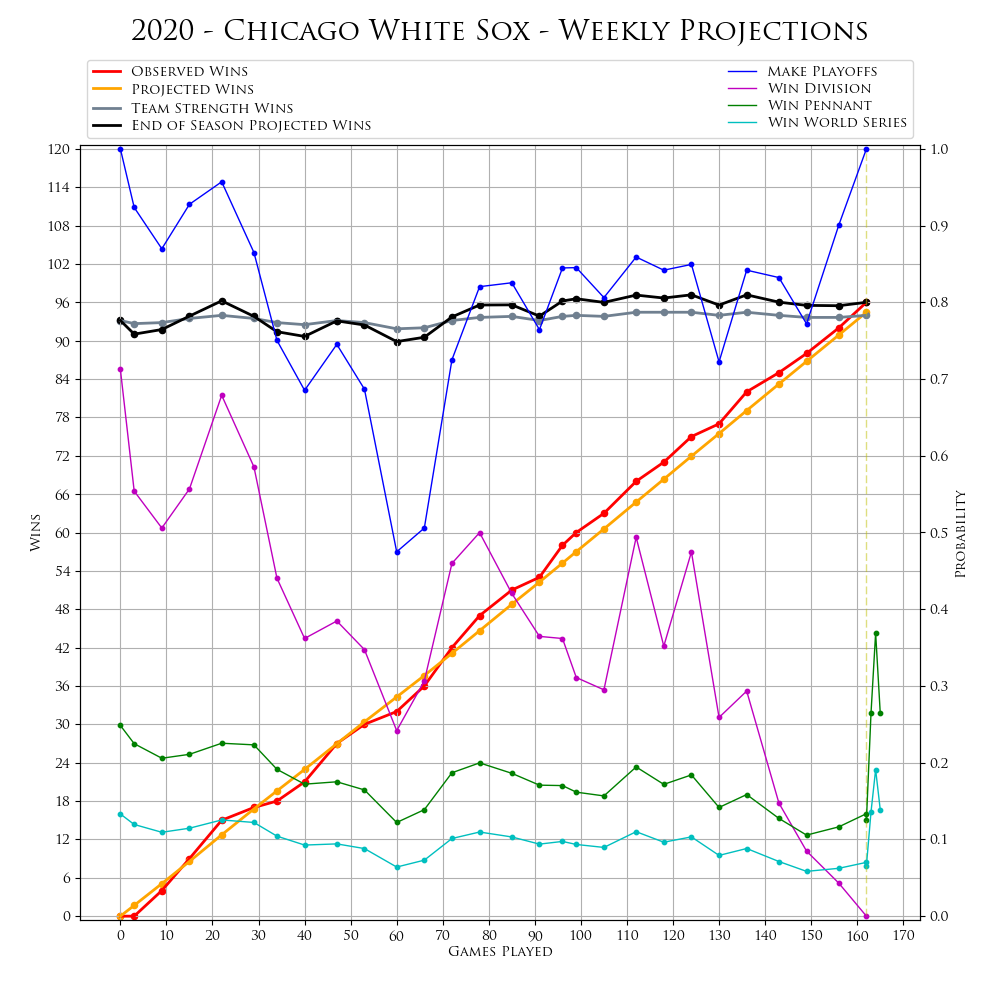 2020 - Chicago White Sox - Weekly Projections
Observed Wins
Projected Wins
Team Strength Wins
End of Season Projected Wins
Make Playoffs
Win Division
Win Pennant
Win World Series
120
114
108
102
96
90
84
78
72
66
60
54
48
42
36
30
24
18
12
6
0
Wins
1.0
0.9
0.8
0.7
0.6
0.5
0.4
0.3
0.2
0.1
0.0
Probability
0 10 20 30 40 50 60 70 80 90 100 110 120 130 140 150 160 170
Games Played